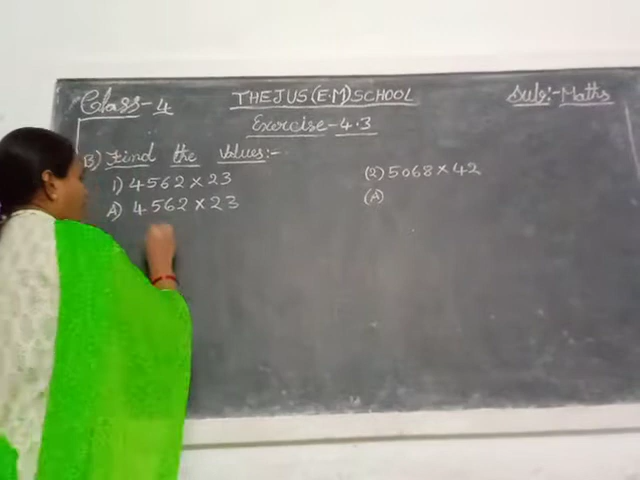 Class-4
THEJUS(E.M)SCHOOL
Sub:-Maths
Exercise-4.3
B) Find the values:-
1) 4562×23
A) 4562×23
(2) 5068×42
(A)